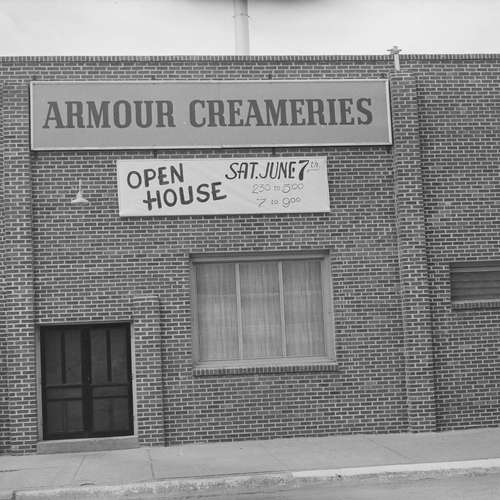 ARMOUR CREAMERIES
OPEN HOUSE
SAT. JUNE 7th
2:30 to 5:00
7 to 9:00